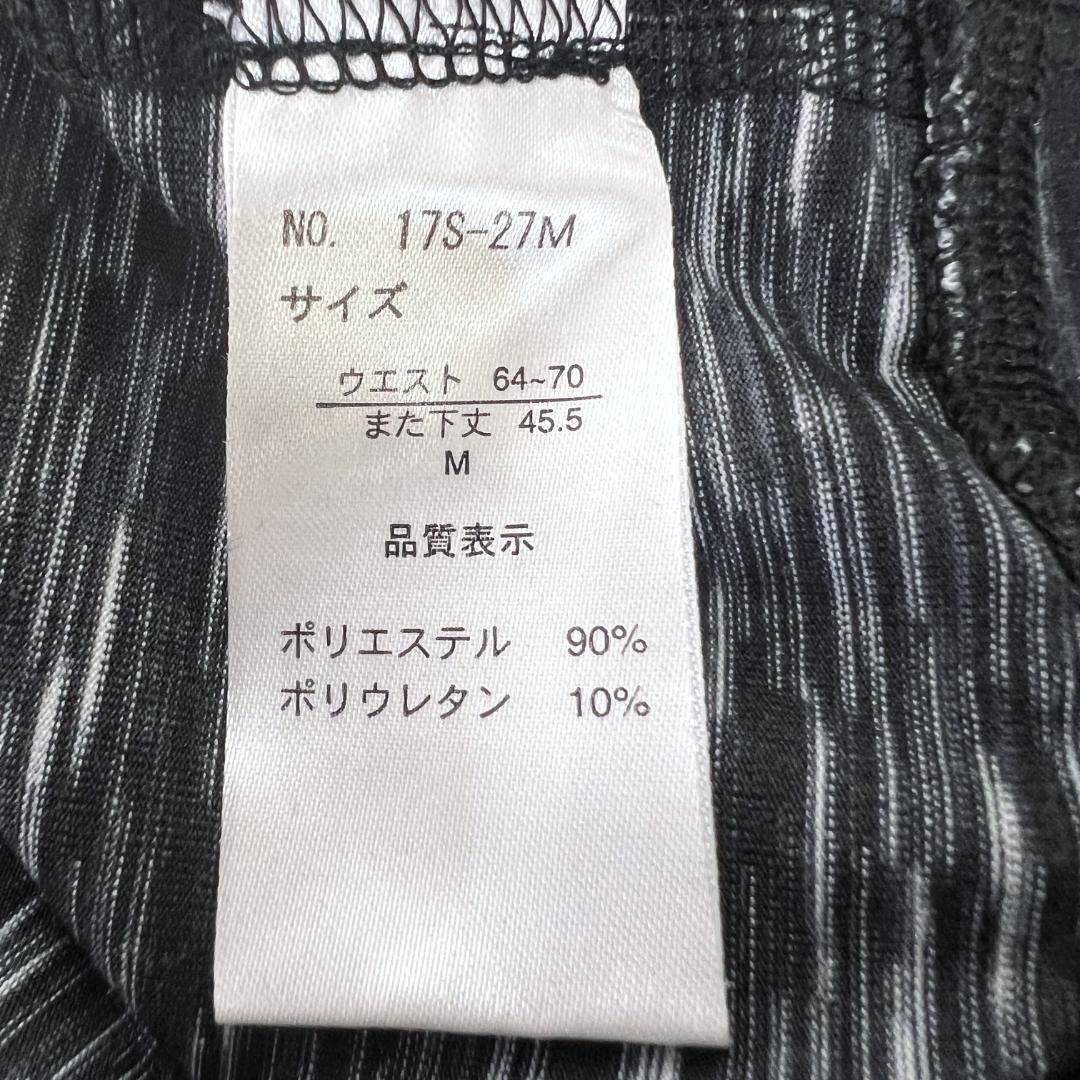 NO. 17S-27M
サイズ
ウエスト 64~70
また下丈 45.5
M
品質表示
ポリエステル 90%
ポリウレタン 10%